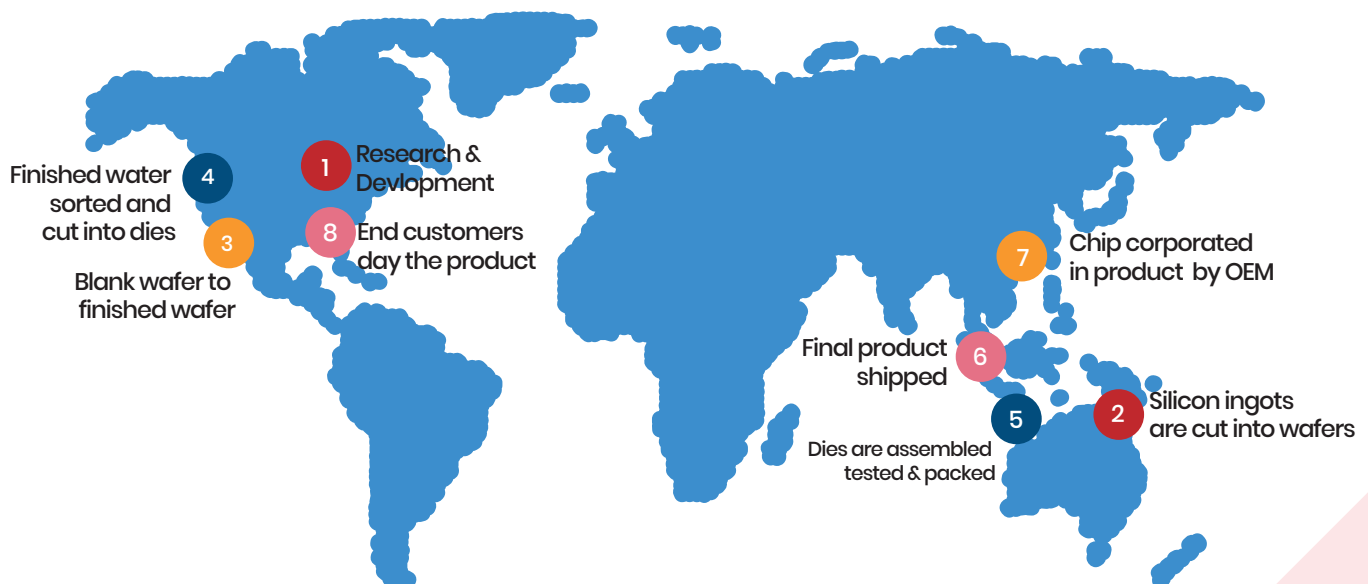 1
Research &
Devlopment
4
Finished water
sorted and
cut into dies
8
End customers
day the product
3
Blank wafer to
finished wafer
7
Chip corporated
in product by OEM
6
Final product
shipped
2
Silicon ingots
are cut into wafers
5
Dies are assembled
tested & packed